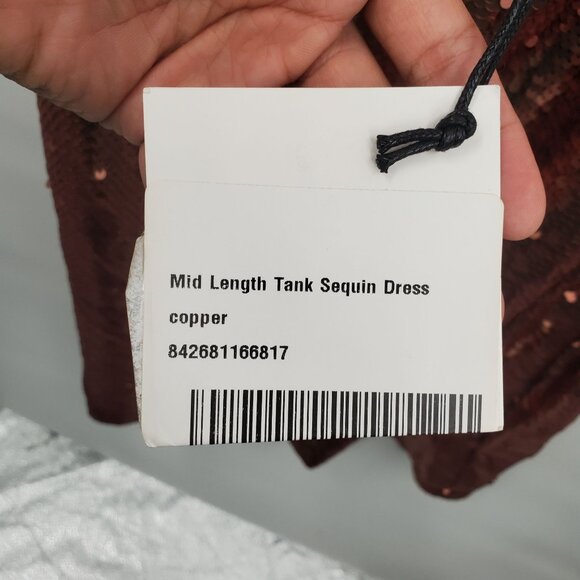 Mid Length Tank Sequin Dress
copper
842681166817